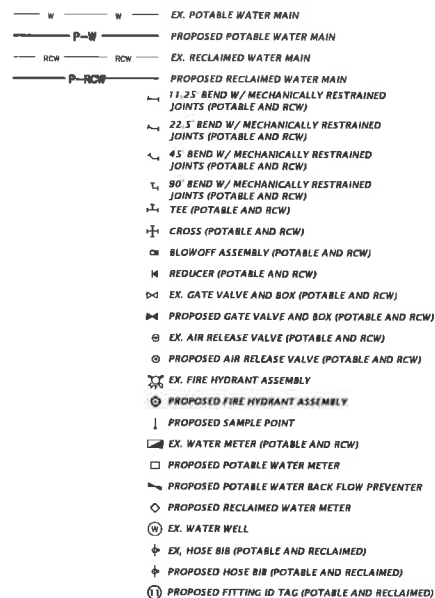 W W EX. POTABLE WATER MAIN
P-W PROPOSED POTABLE WATER MAIN
RCW RCW EX. RECLAIMED WATER MAIN
P-RCW PROPOSED RECLAIMED WATER MAIN
11.25° BEND W/ MECHANICALLY RESTRAINED
JOINTS (POTABLE AND RCW)
22.5° BEND W/ MECHANICALLY RESTRAINED
JOINTS (POTABLE AND RCW)
45° BEND W/ MECHANICALLY RESTRAINED
JOINTS (POTABLE AND RCW)
90° BEND W/ MECHANICALLY RESTRAINED
JOINTS (POTABLE AND RCW)
TEE (POTABLE AND RCW)
CROSS (POTABLE AND RCW)
BLOWOFF ASSEMBLY (POTABLE AND RCW)
REDUCER (POTABLE AND RCW)
EX. GATE VALVE AND BOX (POTABLE AND RCW)
PROPOSED GATE VALVE AND BOX (POTABLE AND RCW)
EX. AIR RELEASE VALVE (POTABLE AND RCW)
PROPOSED AIR RELEASE VALVE (POTABLE AND RCW)
EX. FIRE HYDRANT ASSEMBLY
PROPOSED FIRE HYDRANT ASSEMBLY
PROPOSED SAMPLE POINT
EX. WATER METER (POTABLE AND RCW)
PROPOSED POTABLE WATER METER
PROPOSED POTABLE WATER BACK FLOW PREVENTER
PROPOSED RECLAIMED WATER METER
W EX. WATER WELL
EX, HOSE BIB (POTABLE AND RECLAIMED)
PROPOSED HOSE BIB (POTABLE AND RECLAIMED)
11 PROPOSED FITTING ID TAG (POTABLE AND RECLAIMED)